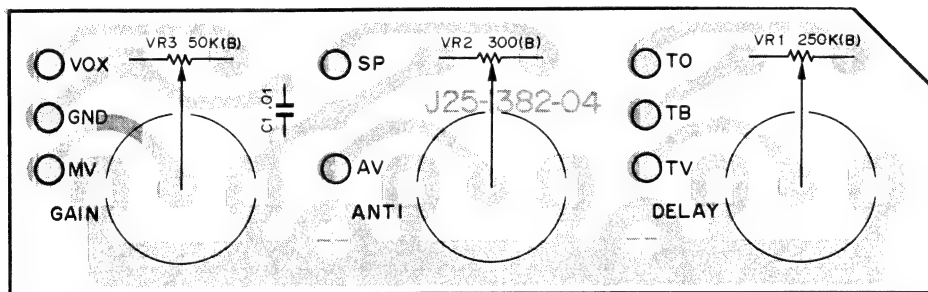 VOX
GND
MV
GAIN
VR3 50K(B)
C1 .01
SP
AV
ANTI
VR2 300(B)
J25-1382-04
TO
TB
TV
DELAY
VR1 250K(B)